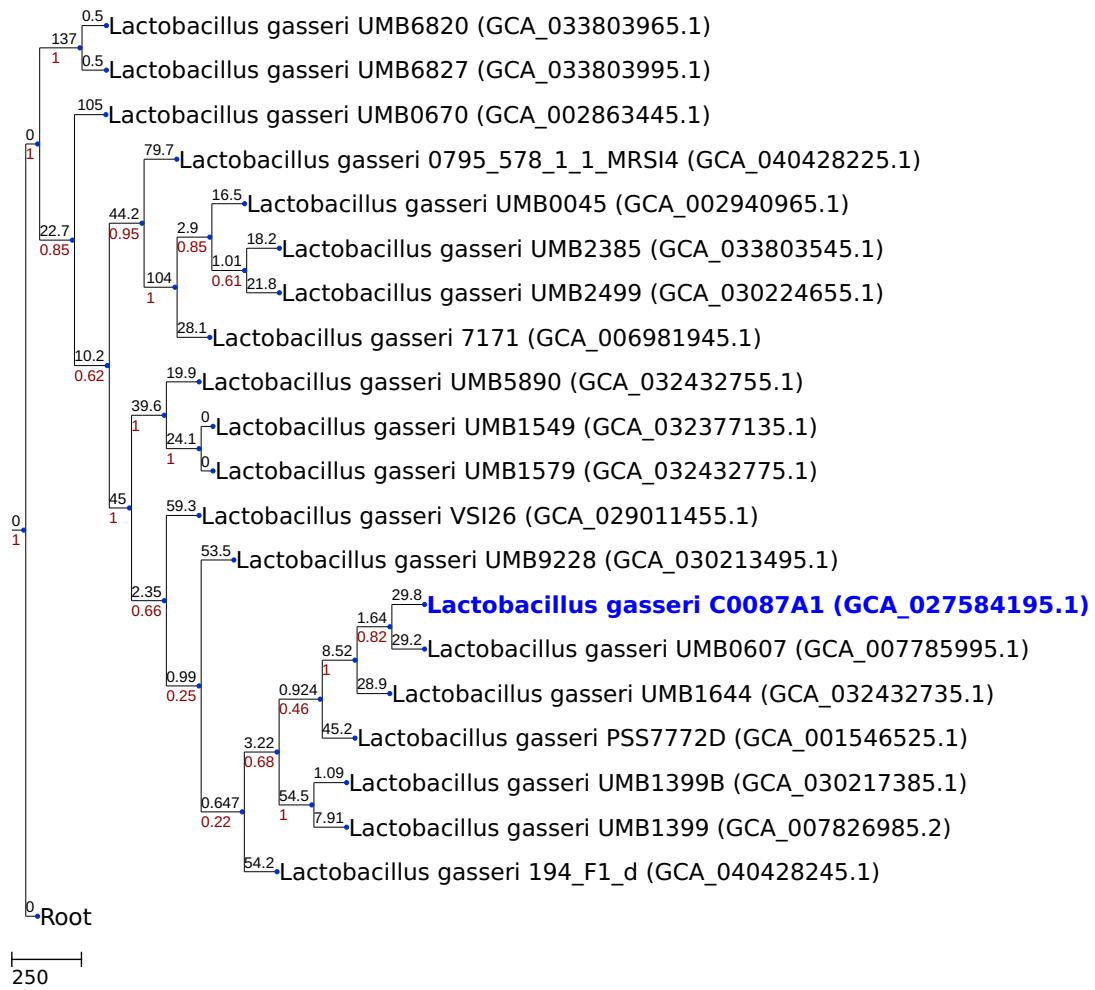 0.5
Lactobacillus gasseri UMB6820 (GCA_033803965.1)
137
1
0.5
Lactobacillus gasseri UMB6827 (GCA_033803995.1)
105
Lactobacillus gasseri UMB0670 (GCA_002863445.1)
0
1
79.7
Lactobacillus gasseri 0795_578_1_1_MRSI4 (GCA_040428225.1)
16.5
Lactobacillus gasseri UMB0045 (GCA_002940965.1)
44.2
0.95
2.9
0.85
22.7
0.85
18.2
Lactobacillus gasseri UMB2385 (GCA_033803545.1)
1.01
0.61
104
1
21.8
Lactobacillus gasseri UMB2499 (GCA_030224655.1)
28.1
Lactobacillus gasseri 7171 (GCA_006981945.1)
10.2
0.62
19.9
Lactobacillus gasseri UMB5890 (GCA_032432755.1)
39.6
1
0
Lactobacillus gasseri UMB1549 (GCA_032377135.1)
24.1
1
0
Lactobacillus gasseri UMB1579 (GCA_032432775.1)
45
1
59.3
Lactobacillus gasseri VSI26 (GCA_029011455.1)
0
1
53.5
Lactobacillus gasseri UMB9228 (GCA_030213495.1)
2.35
0.66
29.8
Lactobacillus gasseri C0087A1 (GCA_027584195.1)
1.64
0.82
29.2
Lactobacillus gasseri UMB0607 (GCA_007785995.1)
8.52
1
0.99
0.25
28.9
Lactobacillus gasseri UMB1644 (GCA_032432735.1)
0.924
0.46
45.2
Lactobacillus gasseri PSS7772D (GCA_001546525.1)
3.22
0.68
1.09
Lactobacillus gasseri UMB1399B (GCA_030217385.1)
54.5
1
0.647
0.22
7.91
Lactobacillus gasseri UMB1399 (GCA_007826985.2)
54.2
Lactobacillus gasseri 194_F1_d (GCA_040428245.1)
0
Root
250